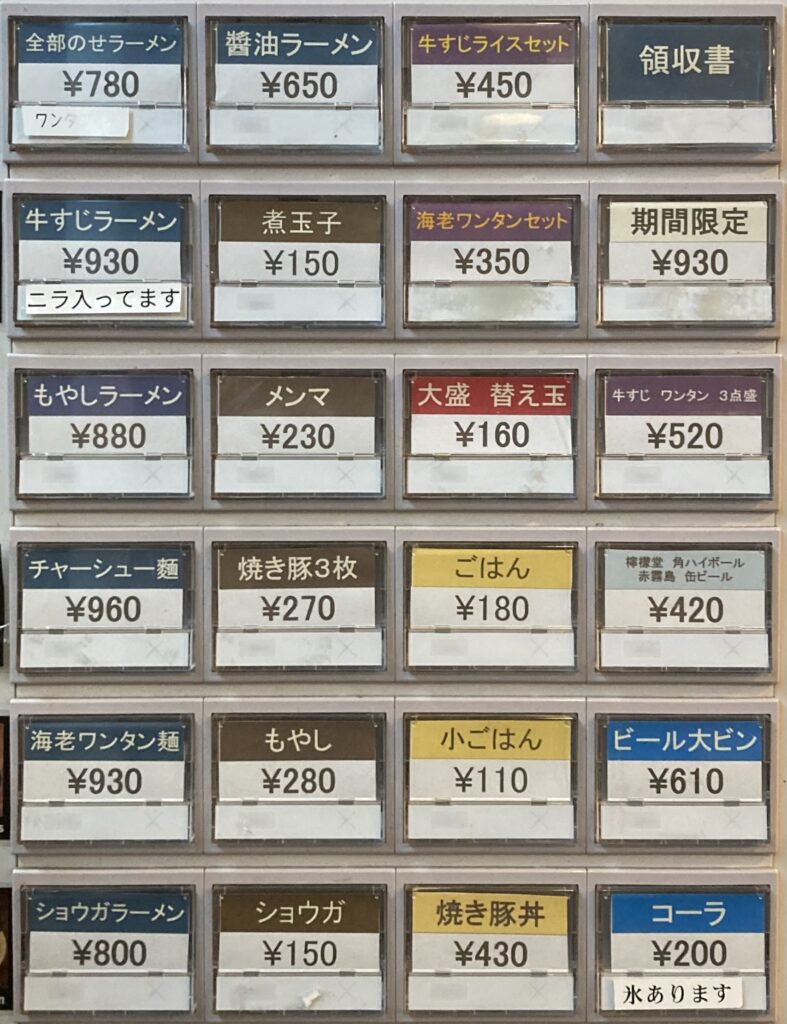 全部のせラーメン
¥780
ワンタ
醬油ラーメン
¥650
牛すじライスセット
¥450
領収書
牛すじラーメン
¥930
ニラ入ってます
煮玉子
¥150
海老ワンタンセット
¥350
期間限定
¥930
もやしラーメン
¥880
メンマ
¥230
大盛 替え玉
¥160
牛すじ ワンタン 3点盛
¥520
チャーシュー麵
¥960
焼き豚3枚
¥270
ごはん
¥180
檸檬堂 角ハイボール
赤霧島 缶ビール
¥420
海老ワンタン麺
¥930
もやし
¥280
小ごはん
¥110
ビール大ビン
¥610
ショウガラーメン
¥800
ショウガ
¥150
焼き豚丼
¥430
コーラ
¥200
氷あります